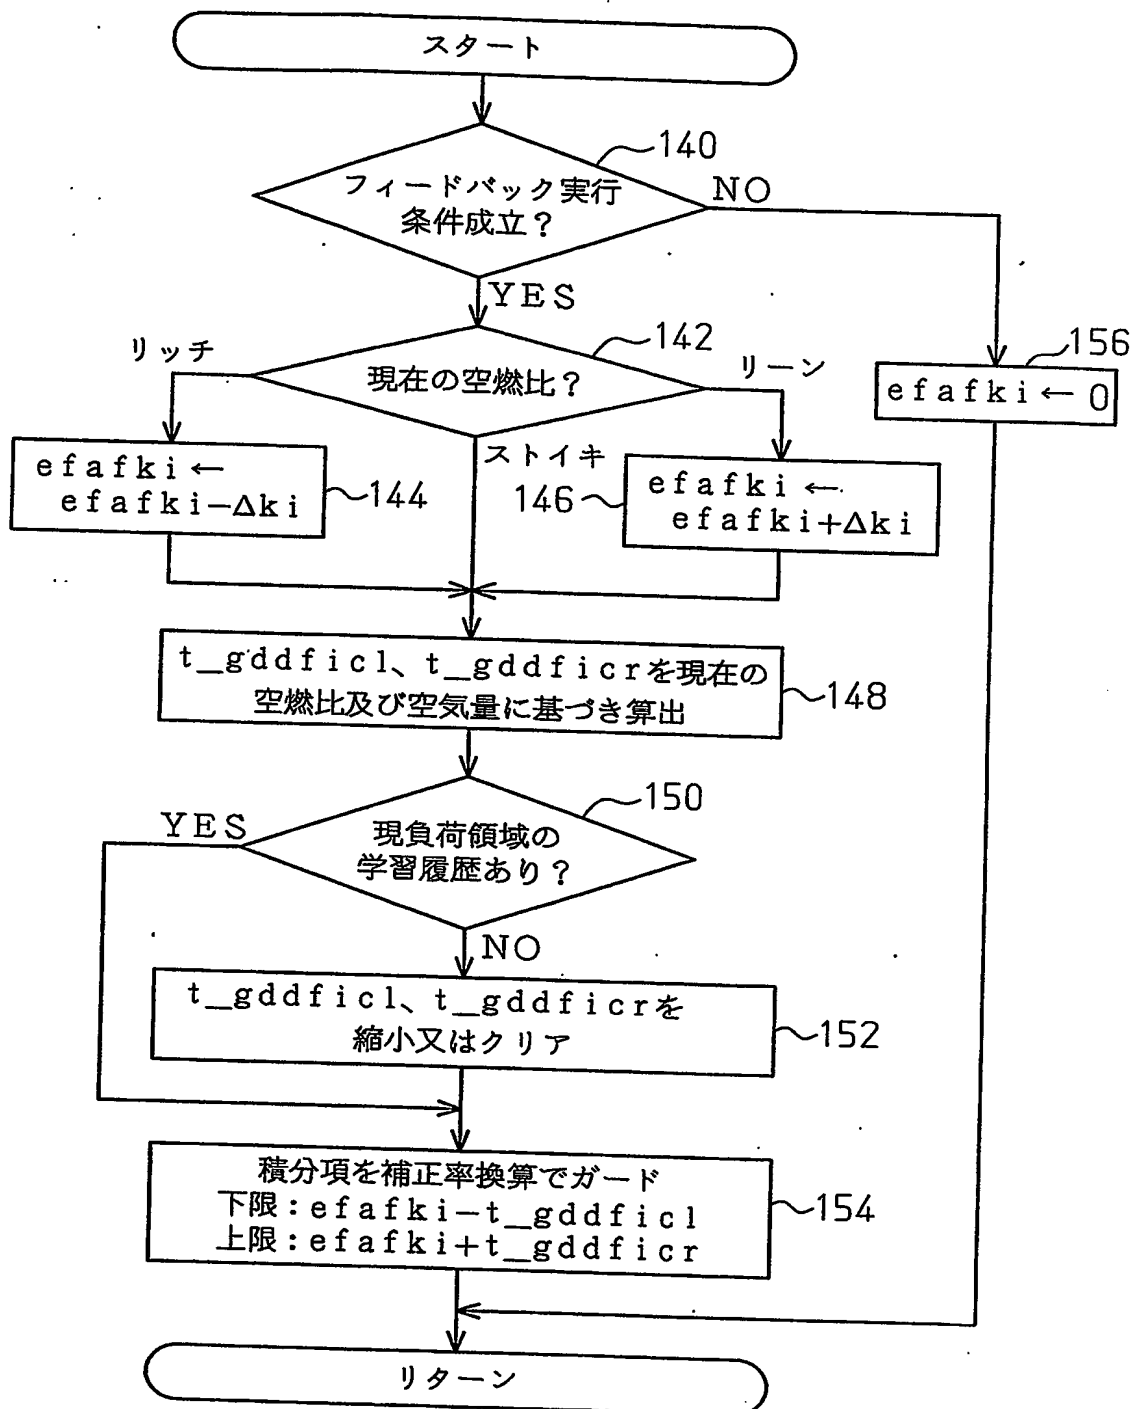 スタート
140
フィードバック実行
条件成立？
NO
YES
142
リッチ
現在の空燃比？
リーン
156
efafki←0
ストイキ
efafki←
efafki−Δki
144
146
efafki←
efafki+Δki
t_gddficl、t_gddficrを現在の
空燃比及び空気量に基づき算出
148
150
YES
現負荷領域の
学習履歴あり？
NO
t_gddficl、t_gddficrを
縮小又はクリア
152
積分項を補正率換算でガード
下限：efafki−t_gddficl
上限：efafki+t_gddficr
154
リターン